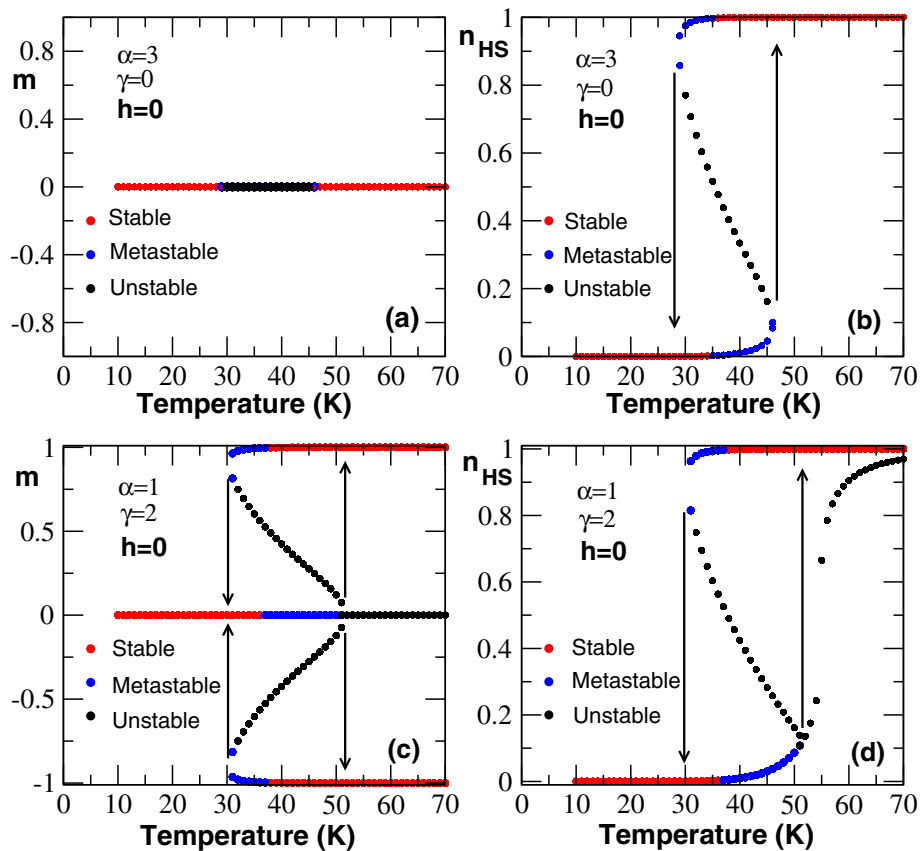 m
0.8
0.4
0
-0.4
-0.8
α=3
γ=0
h=0
Stable
Metastable
Unstable
(a)
0 10 20 30 40 50 60 70
Temperature (K)
n_HS
1
0.8
0.6
0.4
0.2
0
α=3
γ=0
h=0
Stable
Metastable
Unstable
(b)
0 10 20 30 40 50 60 70
Temperature (K)
m
1
0.5
0
-0.5
-1
α=1
γ=2
h=0
Stable
Metastable
Unstable
(c)
0 10 20 30 40 50 60 70
Temperature (K)
n_HS
1
0.8
0.6
0.4
0.2
0
α=1
γ=2
h=0
Stable
Metastable
Unstable
(d)
0 10 20 30 40 50 60 70
Temperature (K)